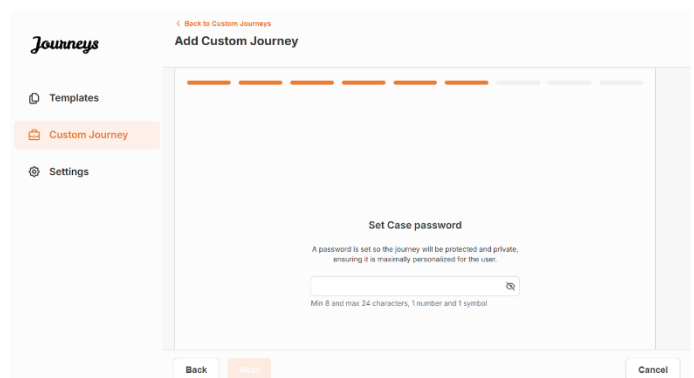 Journeys
< Back to Custom Journeys
Add Custom Journey
Templates
Custom Journey
Settings
Set Case password
A password is set so the journey will be protected and private,
ensuring it is maximally personalized for the user.
Min 8 and max 24 characters, 1 number and 1 symbol
Back
Next
Cancel